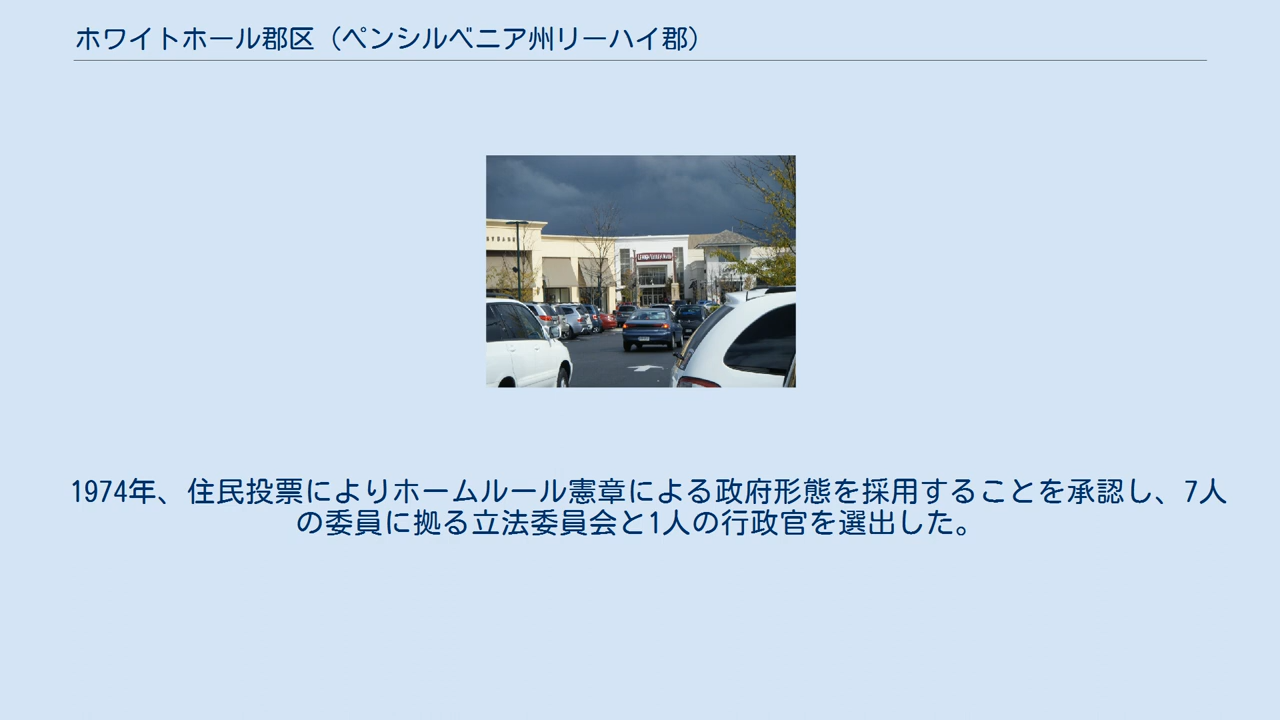 ホワイトホール郡区（ペンシルベニア州リーハイ郡）
1974年、住民投票によりホームルール憲章による政府形態を採用することを承認し、7人
の委員に拠る立法委員会と1人の行政官を選出した。